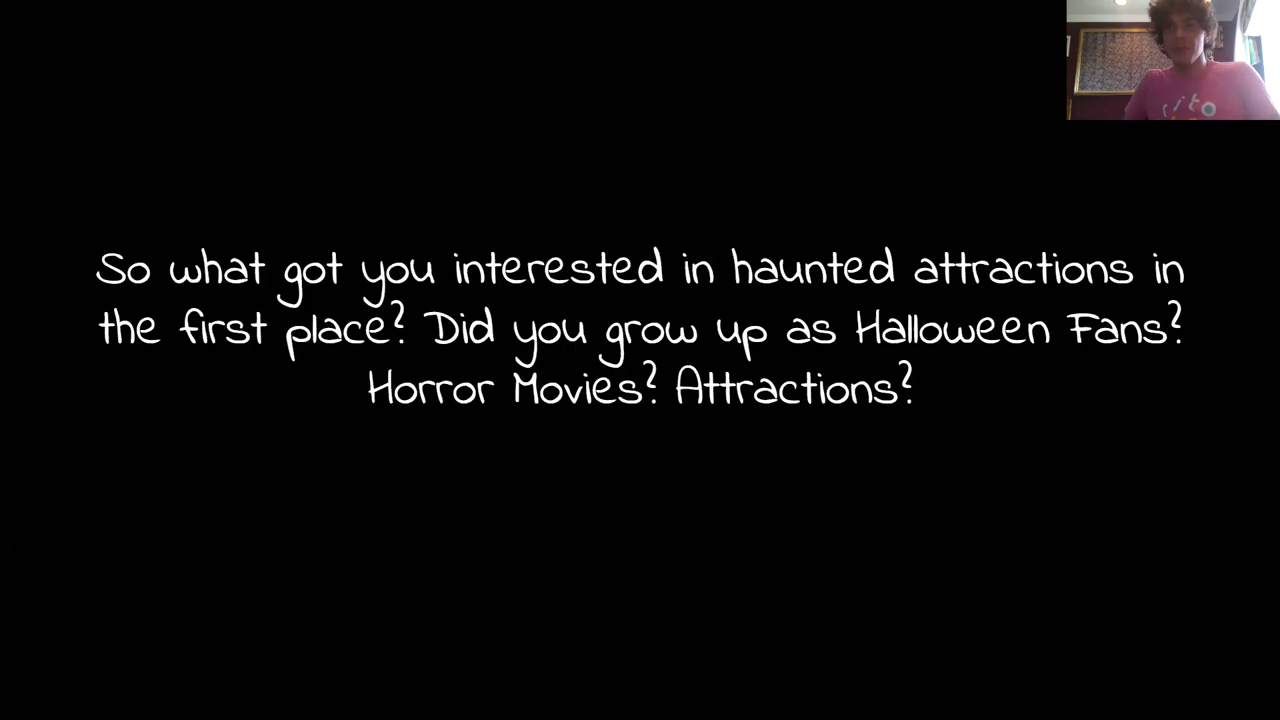 So what got you interested in haunted attractions in
the first place? Did you grow up as Halloween Fans?
Horror Movies? Attractions?